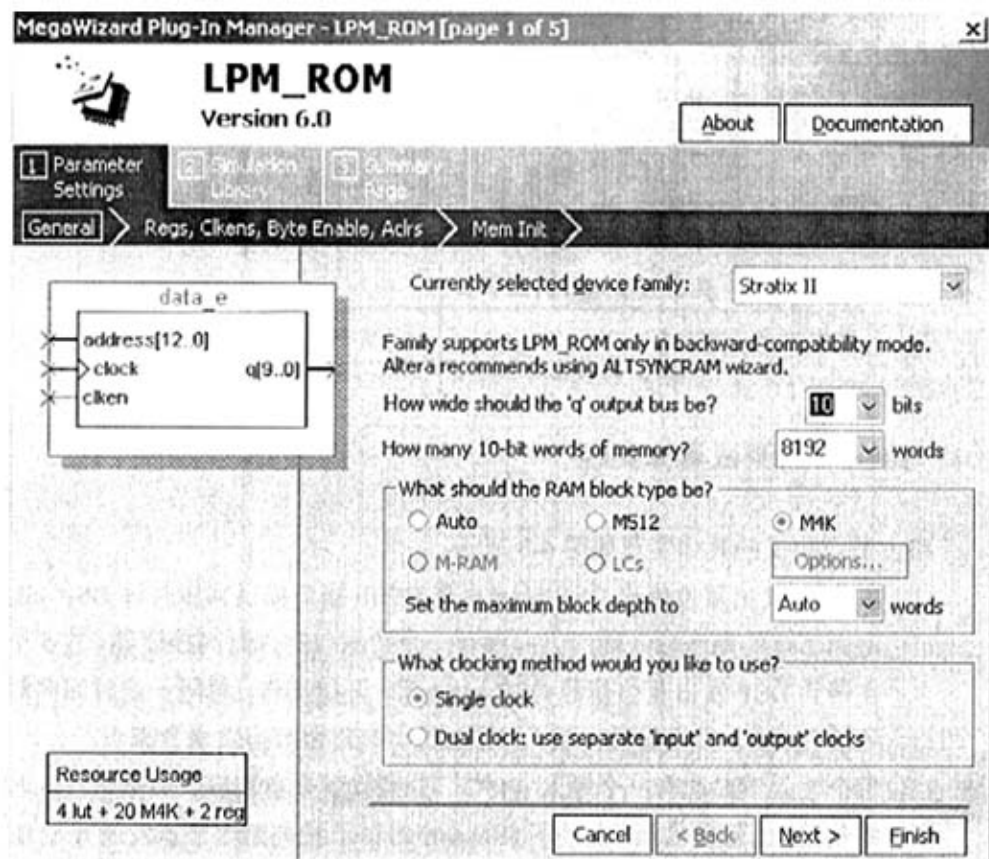 MegaWizard Plug-In Manager - LPM_ROM [page 1 of 5]
LPM_ROM
Version 6.0
About
Documentation
1 Parameter Settings
2 Simulation Library
3 Summary Page
General
Regs, Clkens, Byte Enable, Aclrs
Mem Init
data_e
address[12..0]
clock
q[9..0]
clken
Currently selected device family:
Stratix II
Family supports LPM_ROM only in backward-compatibility mode.
Altera recommends using ALTSYNCRAM wizard.
How wide should the 'q' output bus be?
10
bits
How many 10-bit words of memory?
8192
words
What should the RAM block type be?
Auto
M512
M4K
M-RAM
LCs
Options...
Set the maximum block depth to
Auto
words
What clocking method would you like to use?
Single clock
Dual clock: use separate 'input' and 'output' clocks
Resource Usage
4 lut + 20 M4K + 2 reg
Cancel
< Back
Next >
Finish